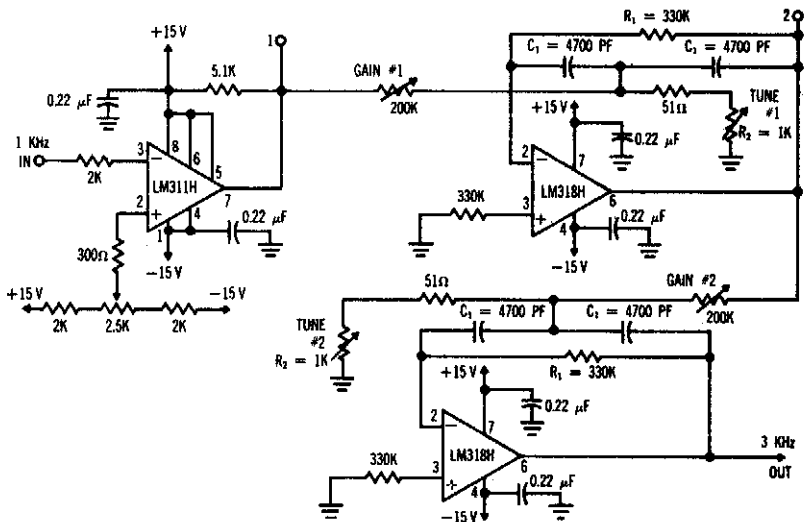 2
R₁ = 330K
+15 V
1
C₁ = 4700 PF
C₁ = 4700 PF
5.1K
GAIN #1
0.22 µF
200K
51Ω
TUNE
#1
R₂ = 1K
+15 V
1 KHz
IN
8
6
5
3
−
7
0.22 µF
2
−
2K
LM311H
7
LM318H
6
2
+
4
1
0.22 µF
330K
3
+
4
0.22 µF
300Ω
−15 V
−15 V
+15 V
−15 V
2K
2.5K
2K
51Ω
GAIN #2
200K
C₁ = 4700 PF
C₁ = 4700 PF
TUNE
#2
R₂ = 1K
R₁ = 330K
+15 V
0.22 µF
2
−
7
LM318H
6
3 KHz
OUT
330K
3
+
4
0.22 µF
−15 V